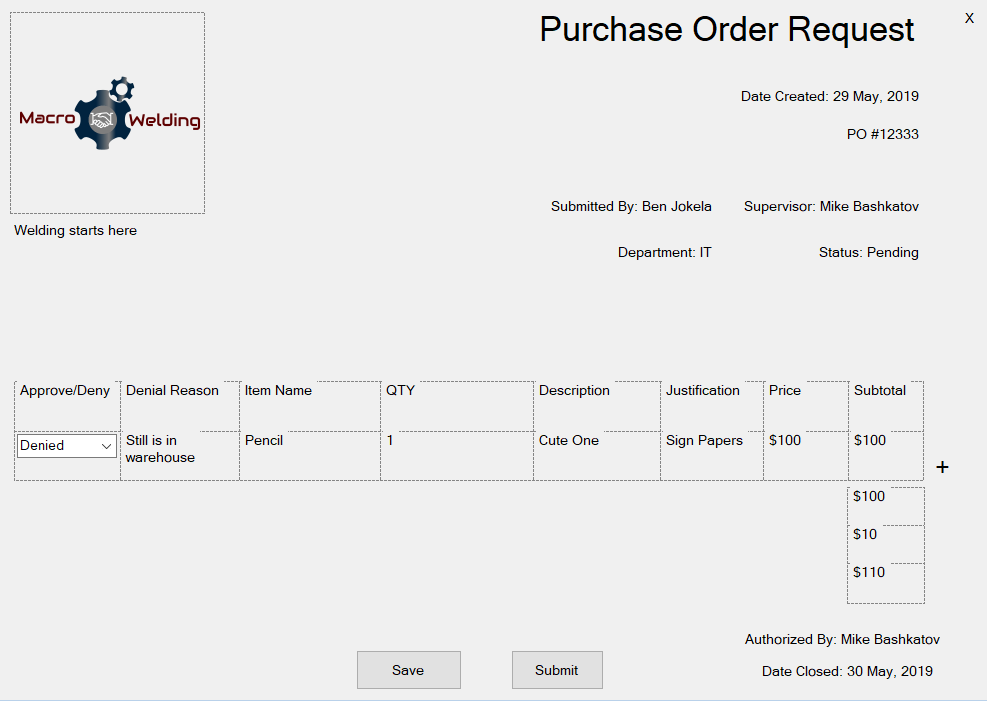 Purchase Order Request
X
Macro Welding
Date Created: 29 May, 2019
PO #12333
Submitted By: Ben Jokela Supervisor: Mike Bashkatov
Welding starts here
Department: IT Status: Pending
Approve/Deny Denial Reason Item Name QTY Description Justification Price Subtotal
Denied Still is in Pencil 1 Cute One Sign Papers $100 $100
warehouse
+
$100
$10
$110
Authorized By: Mike Bashkatov
Save Submit Date Closed: 30 May, 2019